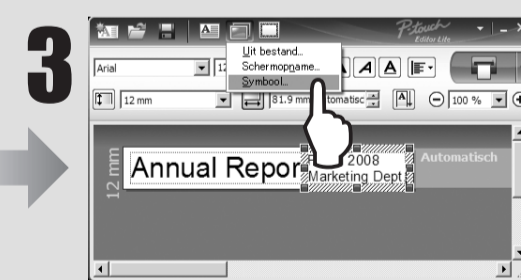 3
P-touch
Editor Lite
Uit bestand...
Schermopname...
Symbool...
Arial
12
A A
12 mm
81.9 mm
100 %
12 mm
Annual Repor
2008
Marketing Dept
Automatisch